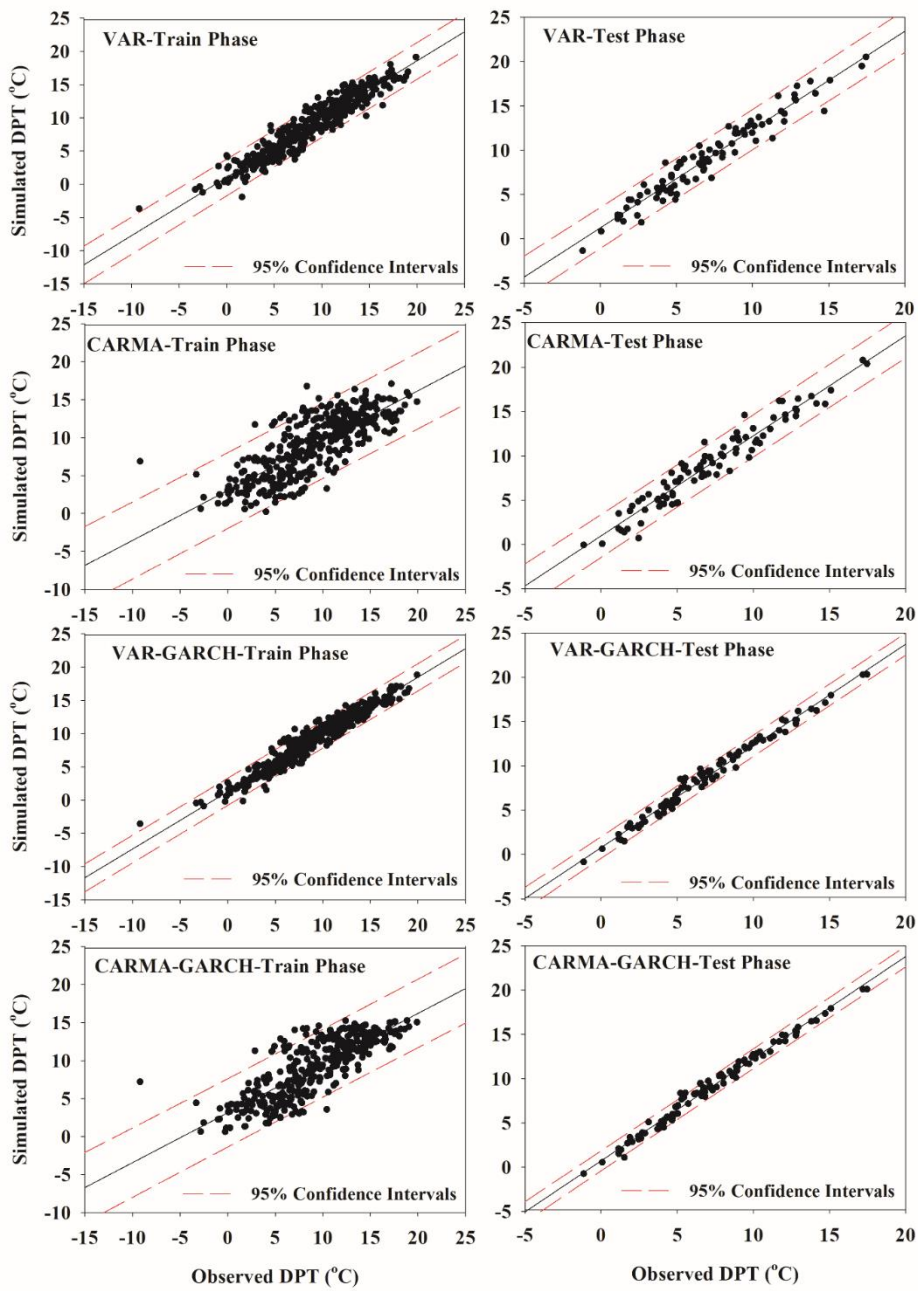 VAR-Train Phase
Simulated DPT (°C)
25
20
15
10
5
0
-5
-10
-15
95% Confidence Intervals
-15 -10 -5 0 5 10 15 20 25
VAR-Test Phase
25
20
15
10
5
0
-5
95% Confidence Intervals
-5 0 5 10 15 20
CARMA-Train Phase
Simulated DPT (°C)
25
20
15
10
5
0
-5
-10
95% Confidence Intervals
-15 -10 -5 0 5 10 15 20 25
CARMA-Test Phase
25
20
15
10
5
0
-5
95% Confidence Intervals
-5 0 5 10 15 20
VAR-GARCH-Train Phase
Simulated DPT (°C)
25
20
15
10
5
0
-5
-10
-15
95% Confidence Intervals
-15 -10 -5 0 5 10 15 20 25
VAR-GARCH-Test Phase
25
20
15
10
5
0
-5
95% Confidence Intervals
-5 0 5 10 15 20
CARMA-GARCH-Train Phase
Simulated DPT (°C)
25
20
15
10
5
0
-5
-10
95% Confidence Intervals
-15 -10 -5 0 5 10 15 20 25
Observed DPT (°C)
CARMA-GARCH-Test Phase
25
20
15
10
5
0
-5
95% Confidence Intervals
-5 0 5 10 15 20
Observed DPT (°C)